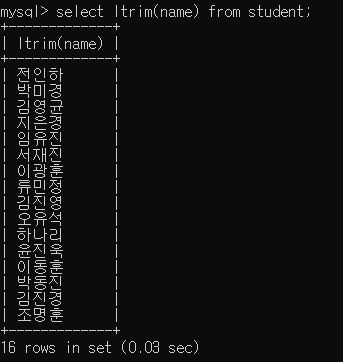 mysql> select ltrim(name) from student;
+-------------+
| ltrim(name) |
+-------------+
| 전인하 |
| 박미경 |
| 김영균 |
| 지은경 |
| 임유진 |
| 서재진 |
| 이광훈 |
| 류민정 |
| 김진영 |
| 오유석 |
| 하나리 |
| 윤진욱 |
| 이동훈 |
| 박동진 |
| 김진경 |
| 조명훈 |
+-------------+
16 rows in set (0.03 sec)